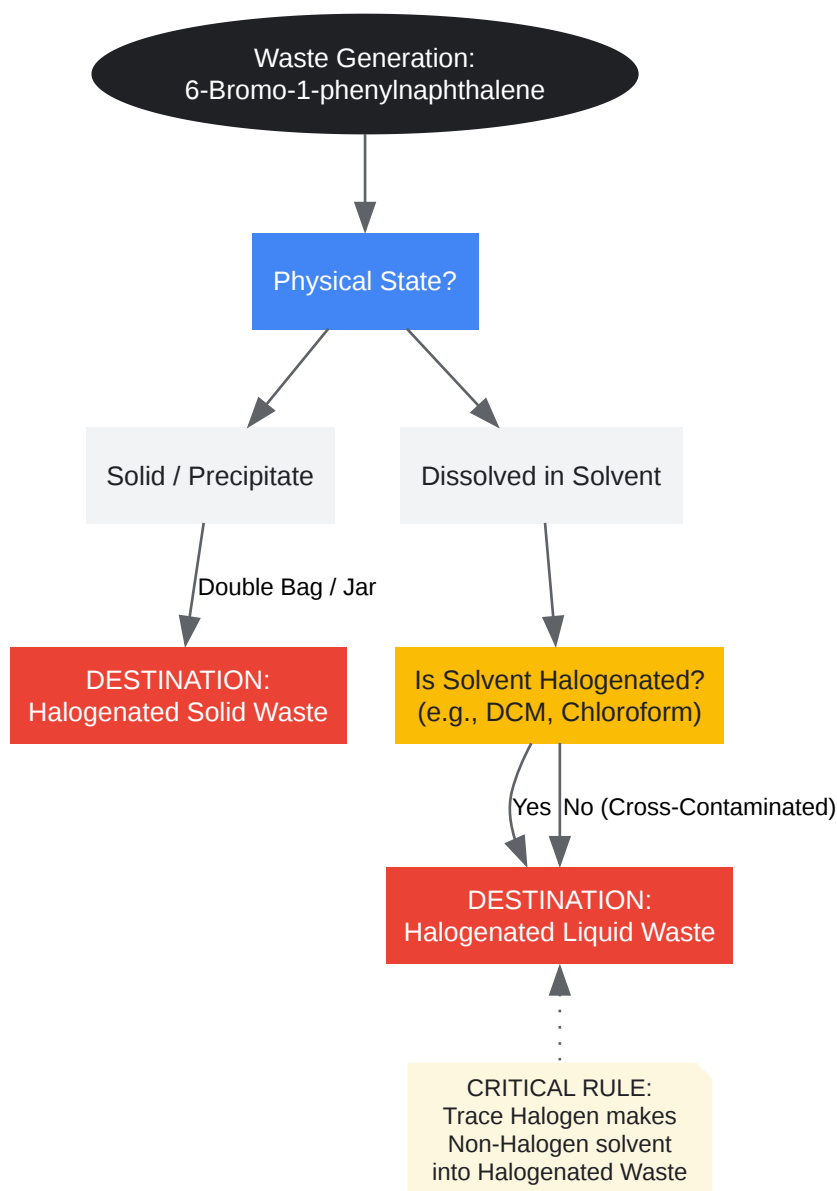 Waste Generation:
6-Bromo-1-phenylnaphthalene
Physical State?
Solid / Precipitate
Dissolved in Solvent
Double Bag / Jar
DESTINATION:
Halogenated Solid Waste
Is Solvent Halogenated?
(e.g., DCM, Chloroform)
Yes
No (Cross-Contaminated)
DESTINATION:
Halogenated Liquid Waste
CRITICAL RULE:
Trace Halogen makes
Non-Halogen solvent
into Halogenated Waste